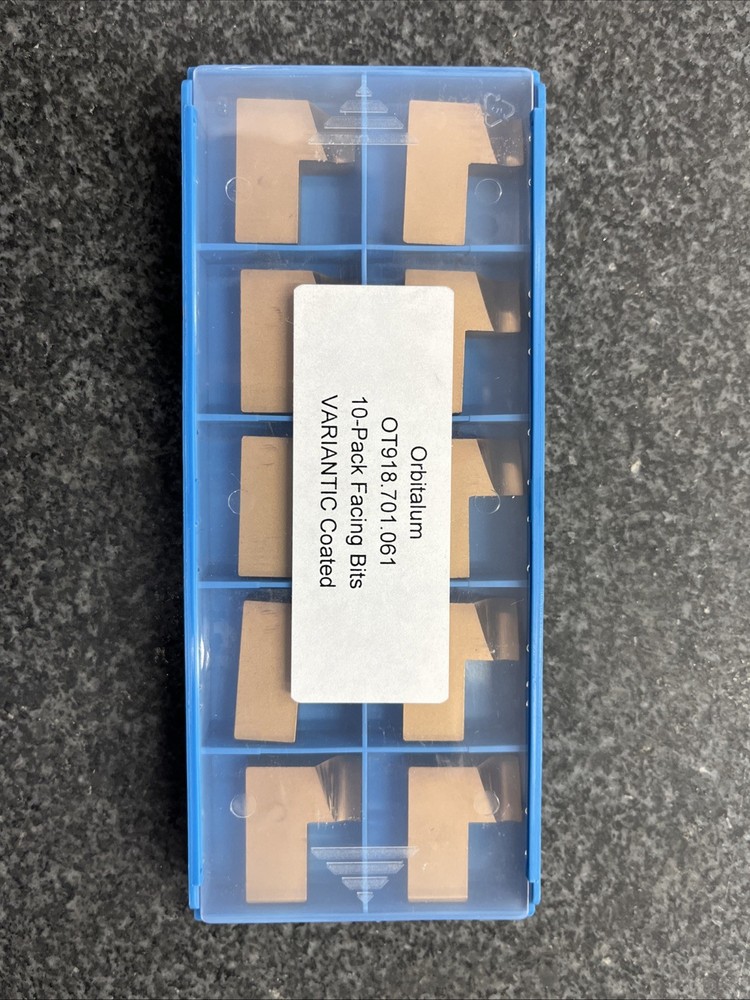 Orbitalum
OT918.701.061
10-Pack Facing Bits
VARIANTIC Coated